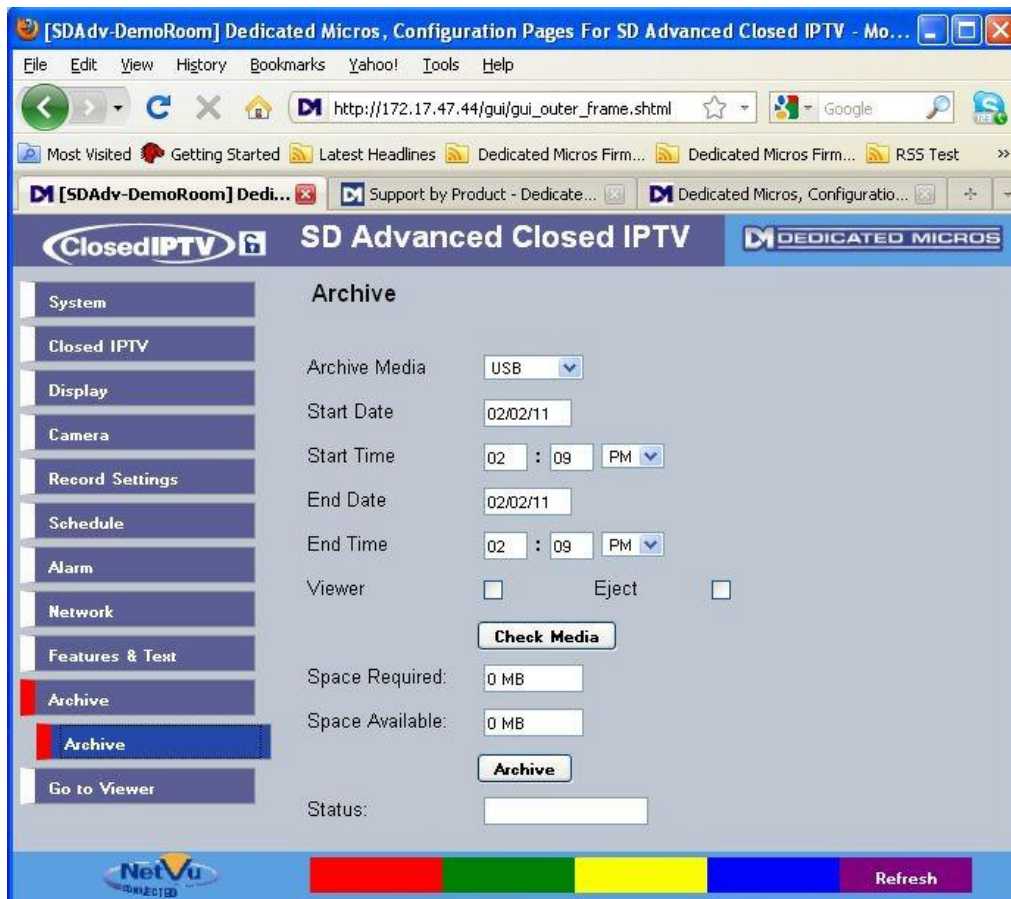 [SDAdv-DemoRoom] Dedicated Micros, Configuration Pages For SD Advanced Closed IPTV - Mo...
File Edit View History Bookmarks Yahoo! Tools Help
http://172.17.47.44/gui/gui_outer_frame.shtml Google
Most Visited Getting Started Latest Headlines Dedicated Micros Firm... Dedicated Micros Firm... RSS Test »
[SDAdv-DemoRoom] Dedi... Support by Product - Dedicate... Dedicated Micros, Configuratio...
ClosedIPTV SD Advanced Closed IPTV DM DEDICATED MICROS
System
Closed IPTV
Display
Camera
Record Settings
Schedule
Alarm
Network
Features & Text
Archive
Archive
Go to Viewer
Archive
Archive Media USB
Start Date 02/02/11
Start Time 02 : 09 PM
End Date 02/02/11
End Time 02 : 09 PM
Viewer Eject
Check Media
Space Required: 0 MB
Space Available: 0 MB
Archive
Status:
NetVu
CONNECTED
Refresh